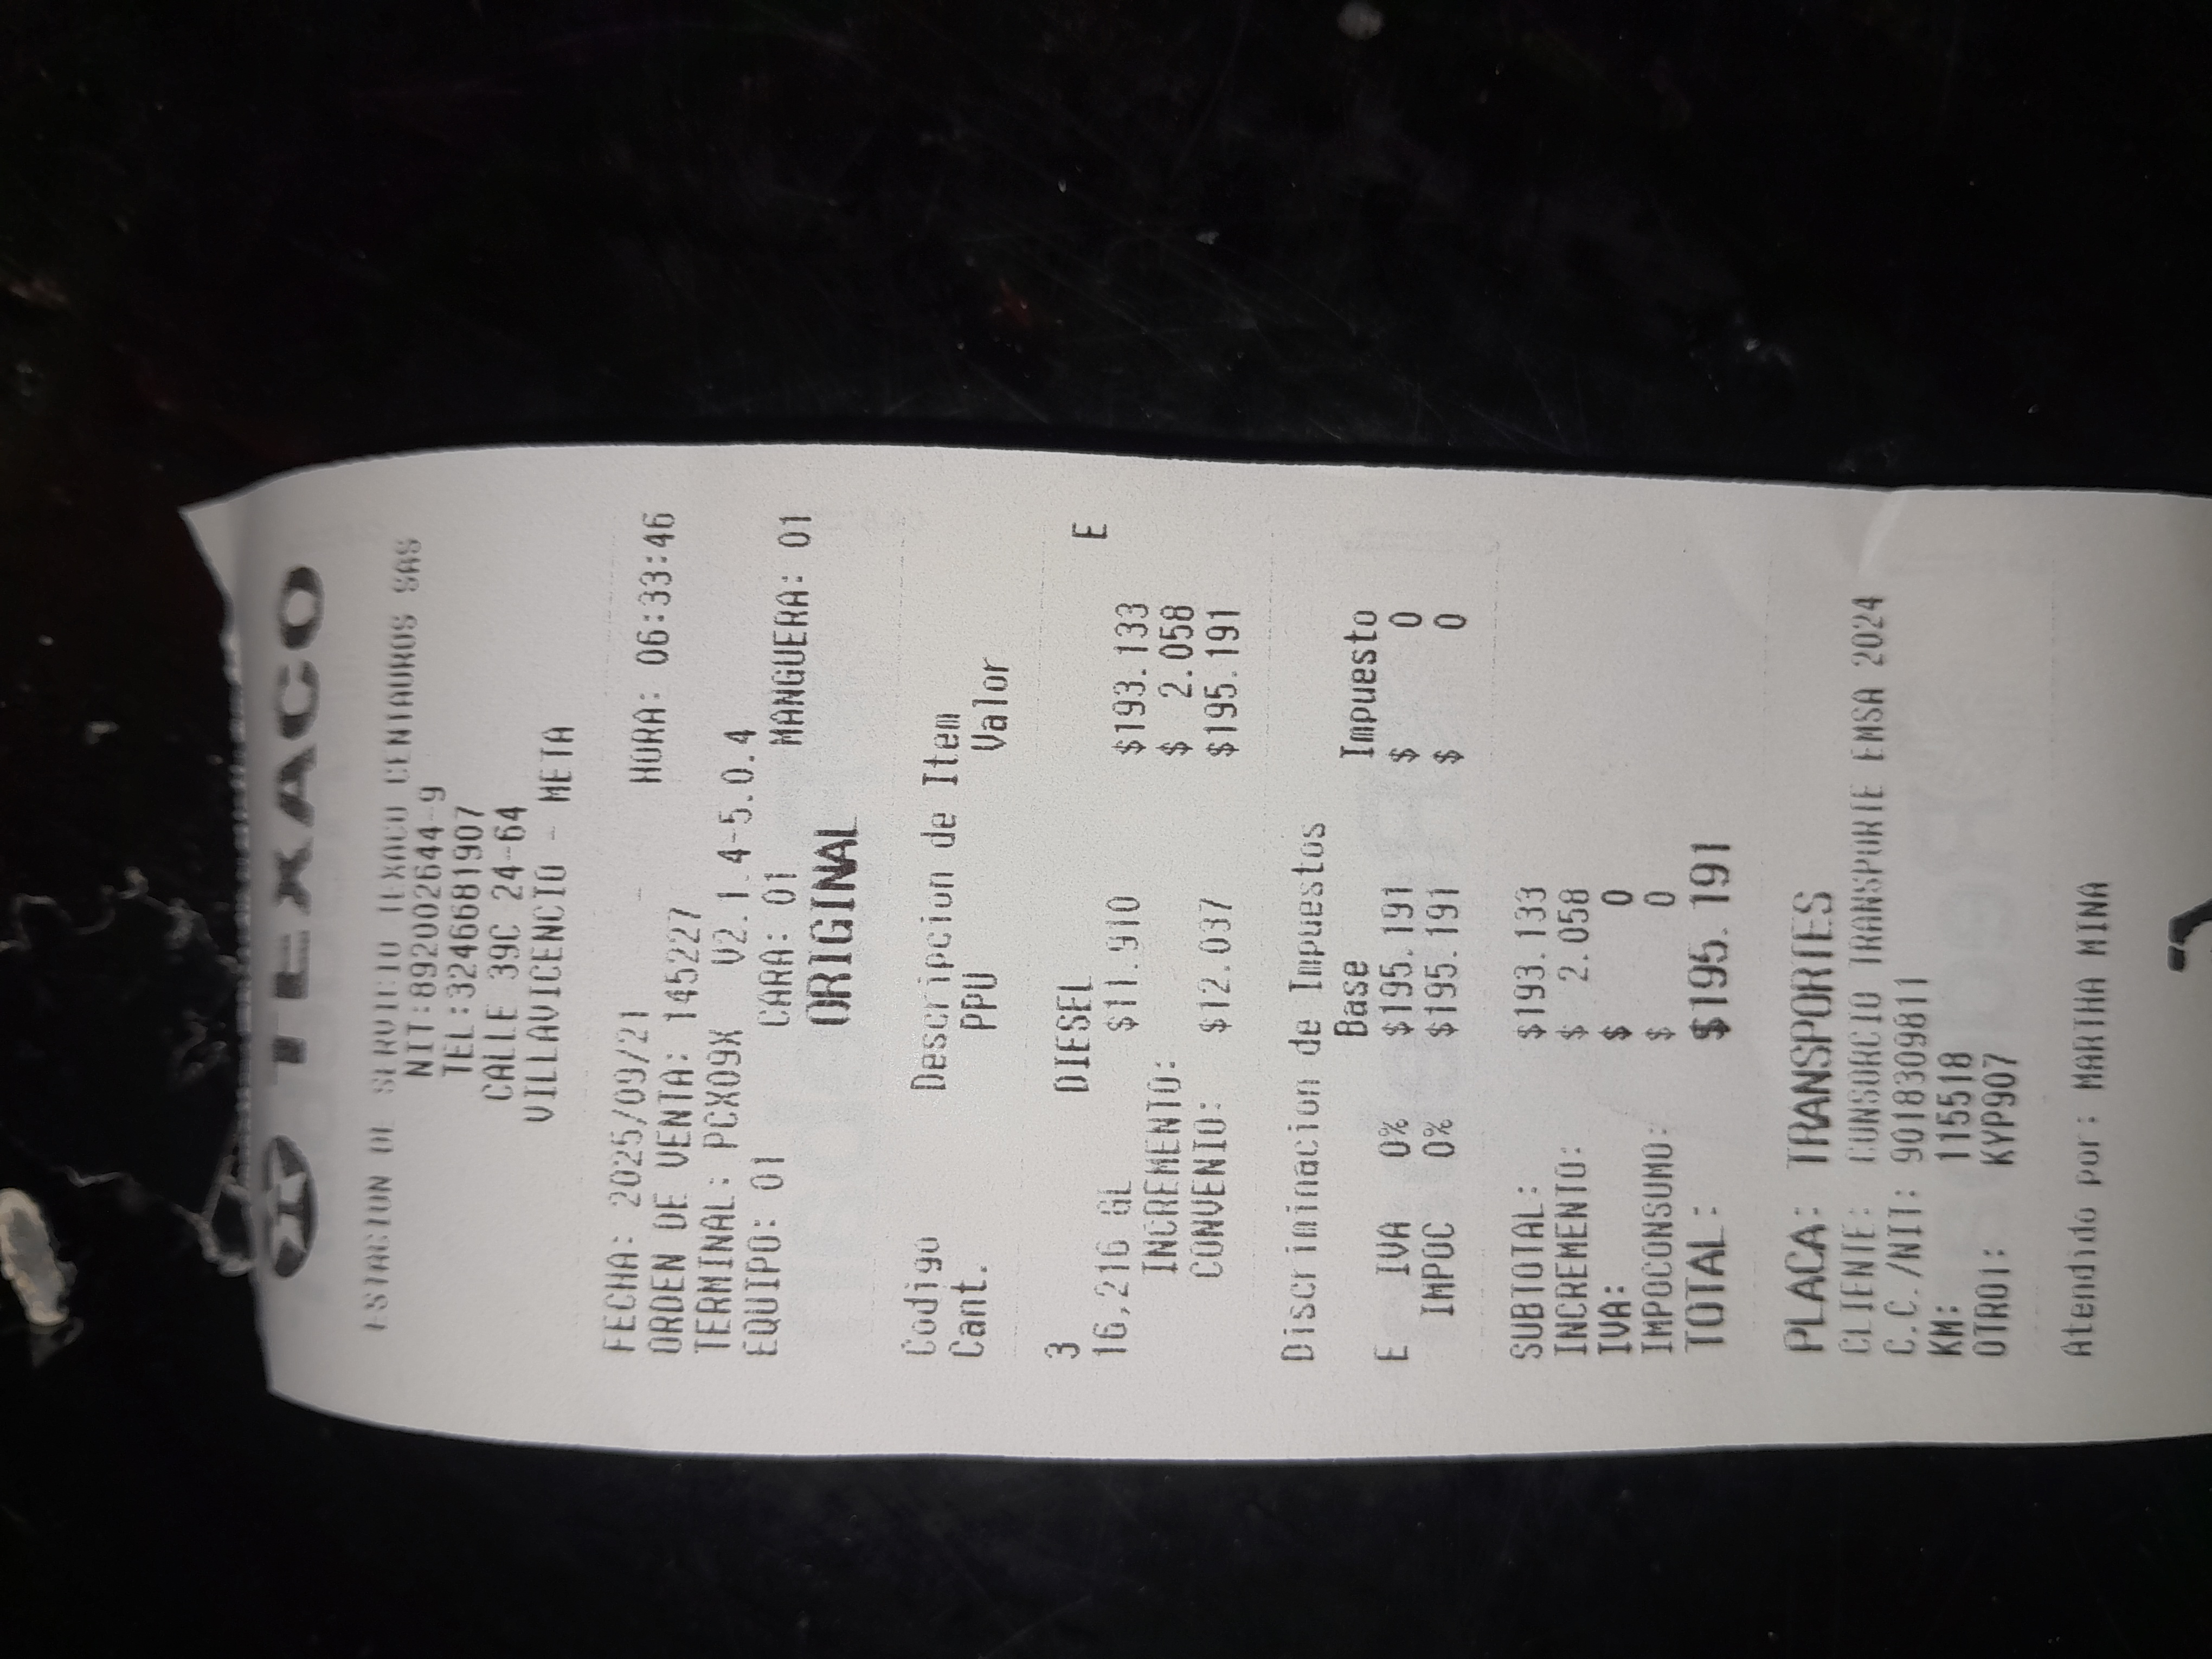 TEXACO
ESTACION DE SERVICIO TEXACO CENTAUROS SAS
NIT:892002644-9
TEL:3246681907
CALLE 39C 24-64
VILLAVICENCIO - META
FECHA: 2025/09/21 - HORA: 06:33:46
ORDEN DE VENTA: 145227
TERMINAL: PCX09X V2.1.4-5.0.4
EQUIPO: 01 CARA: 01 MANGUERA: 01
ORIGINAL
Codigo Descripcion de Item
Cant. PPU Valor
3 DIESEL E
16,216 GL $11.910 $193.133
INCREMENTO: $ 2.058
CONVENIO: $12.037 $195.191
Discriminacion de Impuestos
Base Impuesto
E IVA 0% $195.191 $ 0
IMPOC 0% $195.191 $ 0
SUBTOTAL: $193.133
INCREMENTO: $ 2.058
IVA: $ 0
IMPOCONSUMO: $ 0
TOTAL: $195.191
PLACA: TRANSPORTES
CLIENTE: CONSORCIO TRANSPORTE EMSA 2024
C.C./NIT: 9018309811
KM: 115518
OTRO1: KYP907
Atendido por: MARTHA MINA